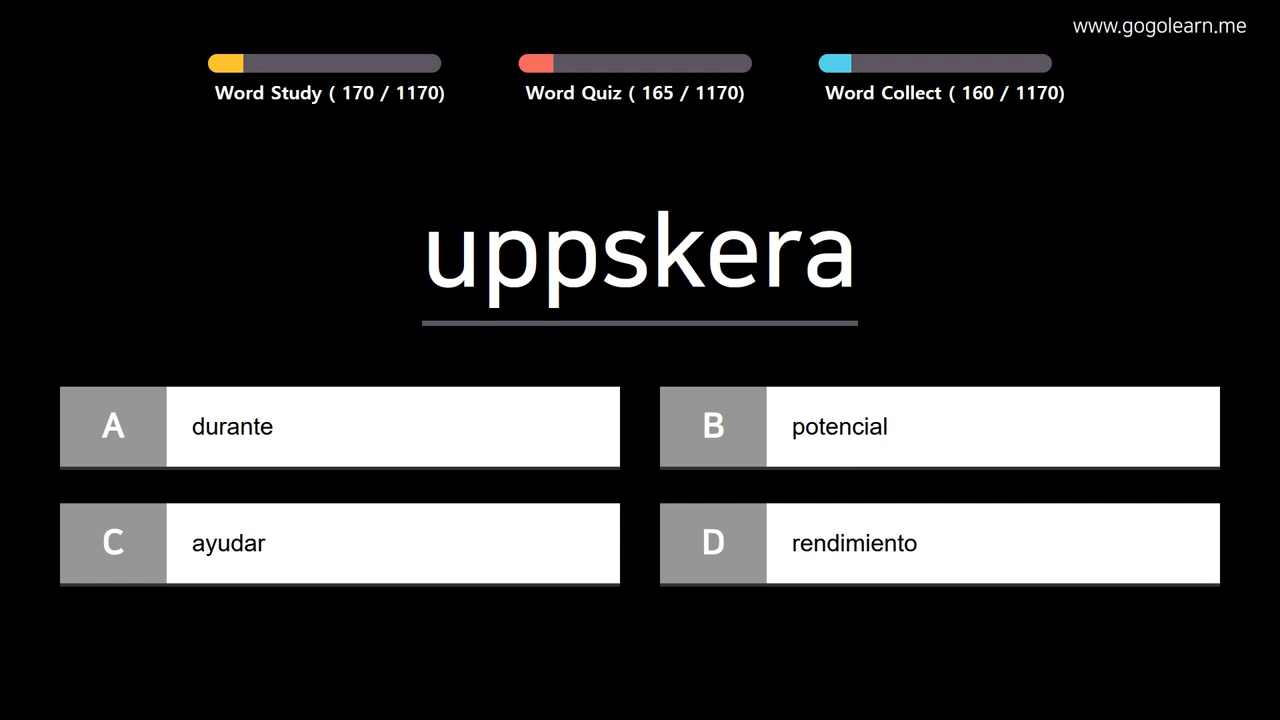 www.gogolearn.me
Word Study ( 170 / 1170)
Word Quiz ( 165 / 1170)
Word Collect ( 160 / 1170)
uppskera
A durante
B potencial
C ayudar
D rendimiento